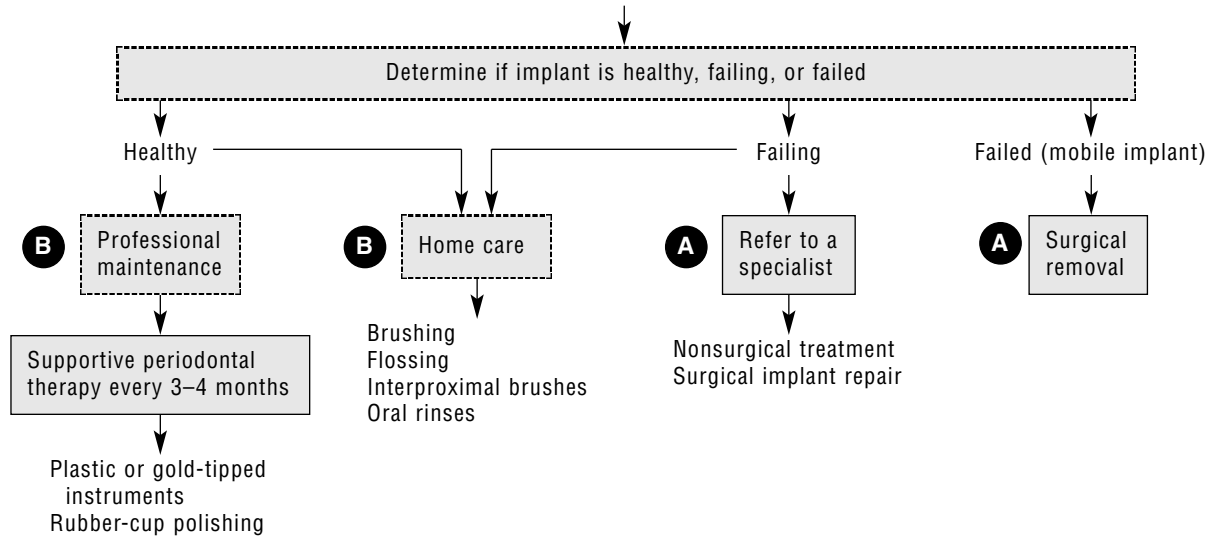 Determine if implant is healthy, failing, or failed
Healthy
Failing
Failed (mobile implant)
B
Professional
maintenance
B
Home care
A
Refer to a
specialist
A
Surgical
removal
Supportive periodontal
therapy every 3–4 months
Brushing
Flossing
Interproximal brushes
Oral rinses
Nonsurgical treatment
Surgical implant repair
Plastic or gold-tipped
instruments
Rubber-cup polishing